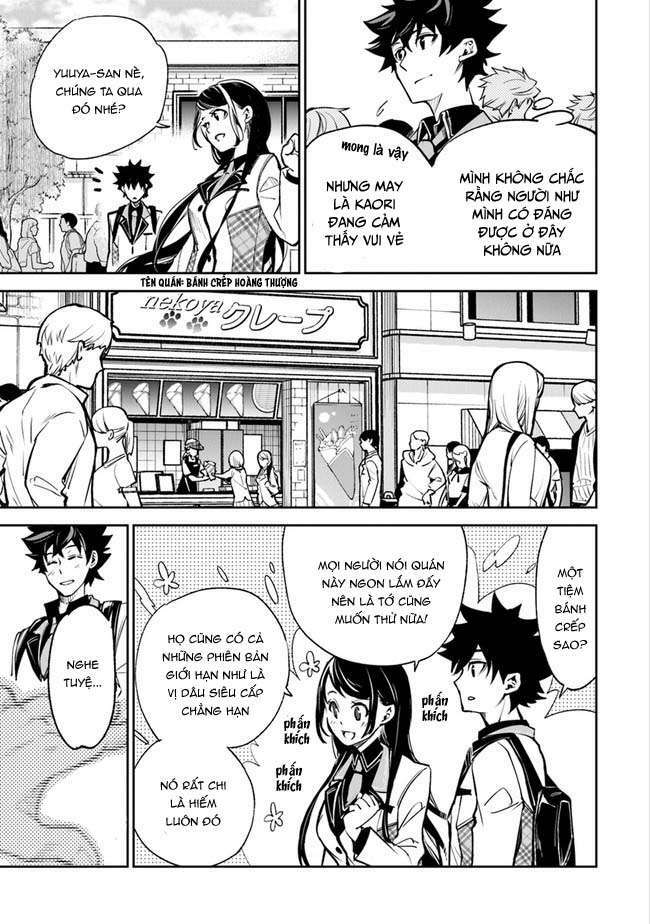 MÌNH KHÔNG CHẮC
RẰNG NGƯỜI NHƯ
MÌNH CÓ ĐÁNG
ĐƯỢC Ở ĐÂY
KHÔNG NỮA
mong là vậy
NHƯNG MAY
LÀ KAORI
ĐANG CẢM
THẤY VUI VẺ
YUUYA-SAN NÈ,
CHÚNG TA QUA
ĐÓ NHÉ?
TÊN QUÁN: BÁNH CRẾP HOÀNG THƯỢNG
nekoya
クレープ
MỘT
TIỆM
BÁNH
CRẾP
SAO?
MỌI NGƯỜI NÓI QUÁN
NÀY NGON LẮM ĐẤY
NÊN LÀ TỚ CŨNG
MUỐN THỬ NỮA!
phấn
khích
phấn
khích
phấn
khích
HỌ CŨNG CÓ CẢ
NHỮNG PHIÊN BẢN
GIỚI HẠN NHƯ LÀ
VỊ DÂU SIÊU CẤP
CHẲNG HẠN
NÓ RẤT CHI
LÀ HIẾM
LUÔN ĐÓ
NGHE
TUYỆ...